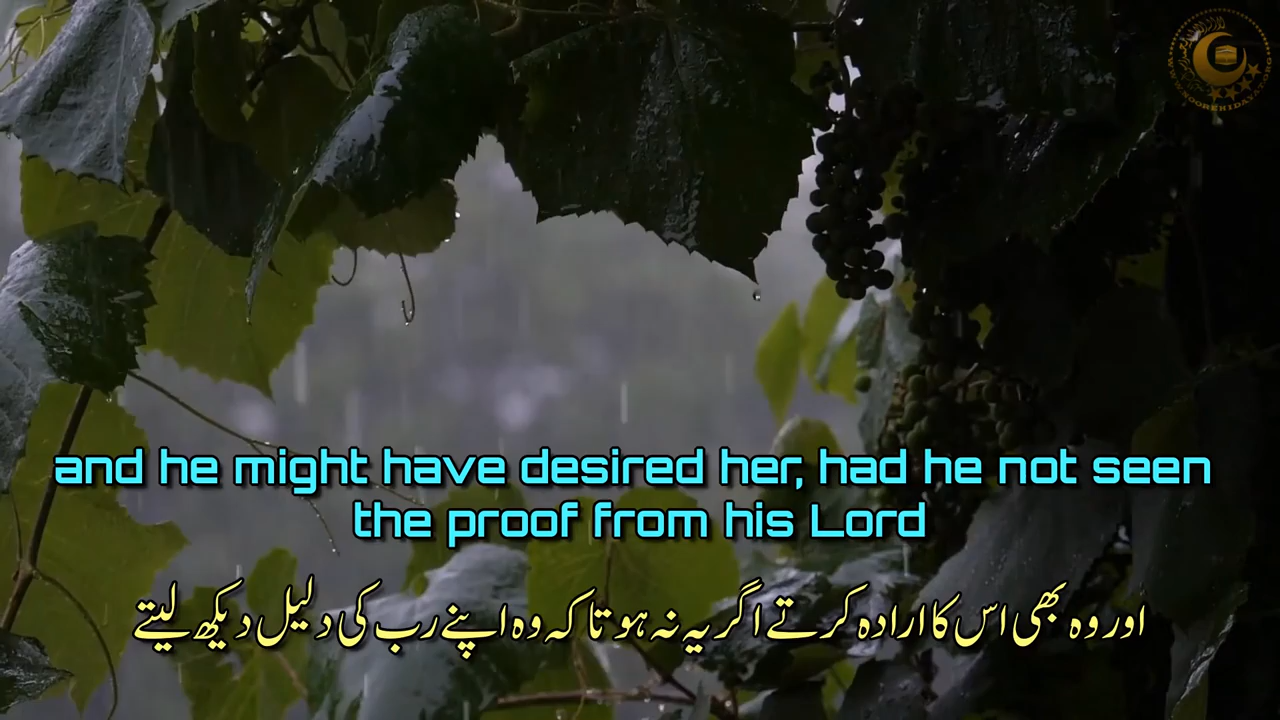 and he might have desired her, had he not seen
the proof from his Lord
اور وہ بھی اس کا ارادہ کرتے اگر یہ نہ ہوتا کہ وہ اپنے رب کی دلیل دیکھ لیتے